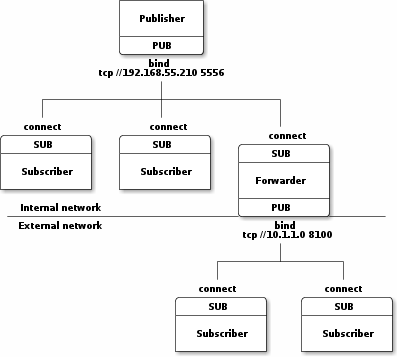 Publisher
PUB
bind
tcp //192.168.55.210 5556
connect
connect
connect
SUB
SUB
SUB
Subscriber
Subscriber
Forwarder
Internal network
PUB
External network
bind
tcp //10.1.1.0 8100
connect
connect
SUB
SUB
Subscriber
Subscriber